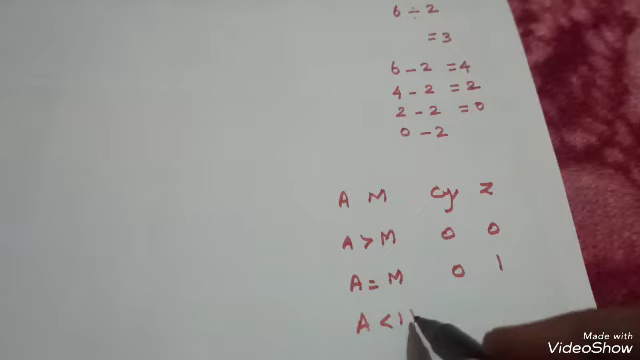 6 ÷ 2
= 3
6 - 2 = 4
4 - 2 = 2
2 - 2 = 0
0 - 2
A M Cy Z
A > M 0 0
A = M 0 1
A <
Made with
VideoShow